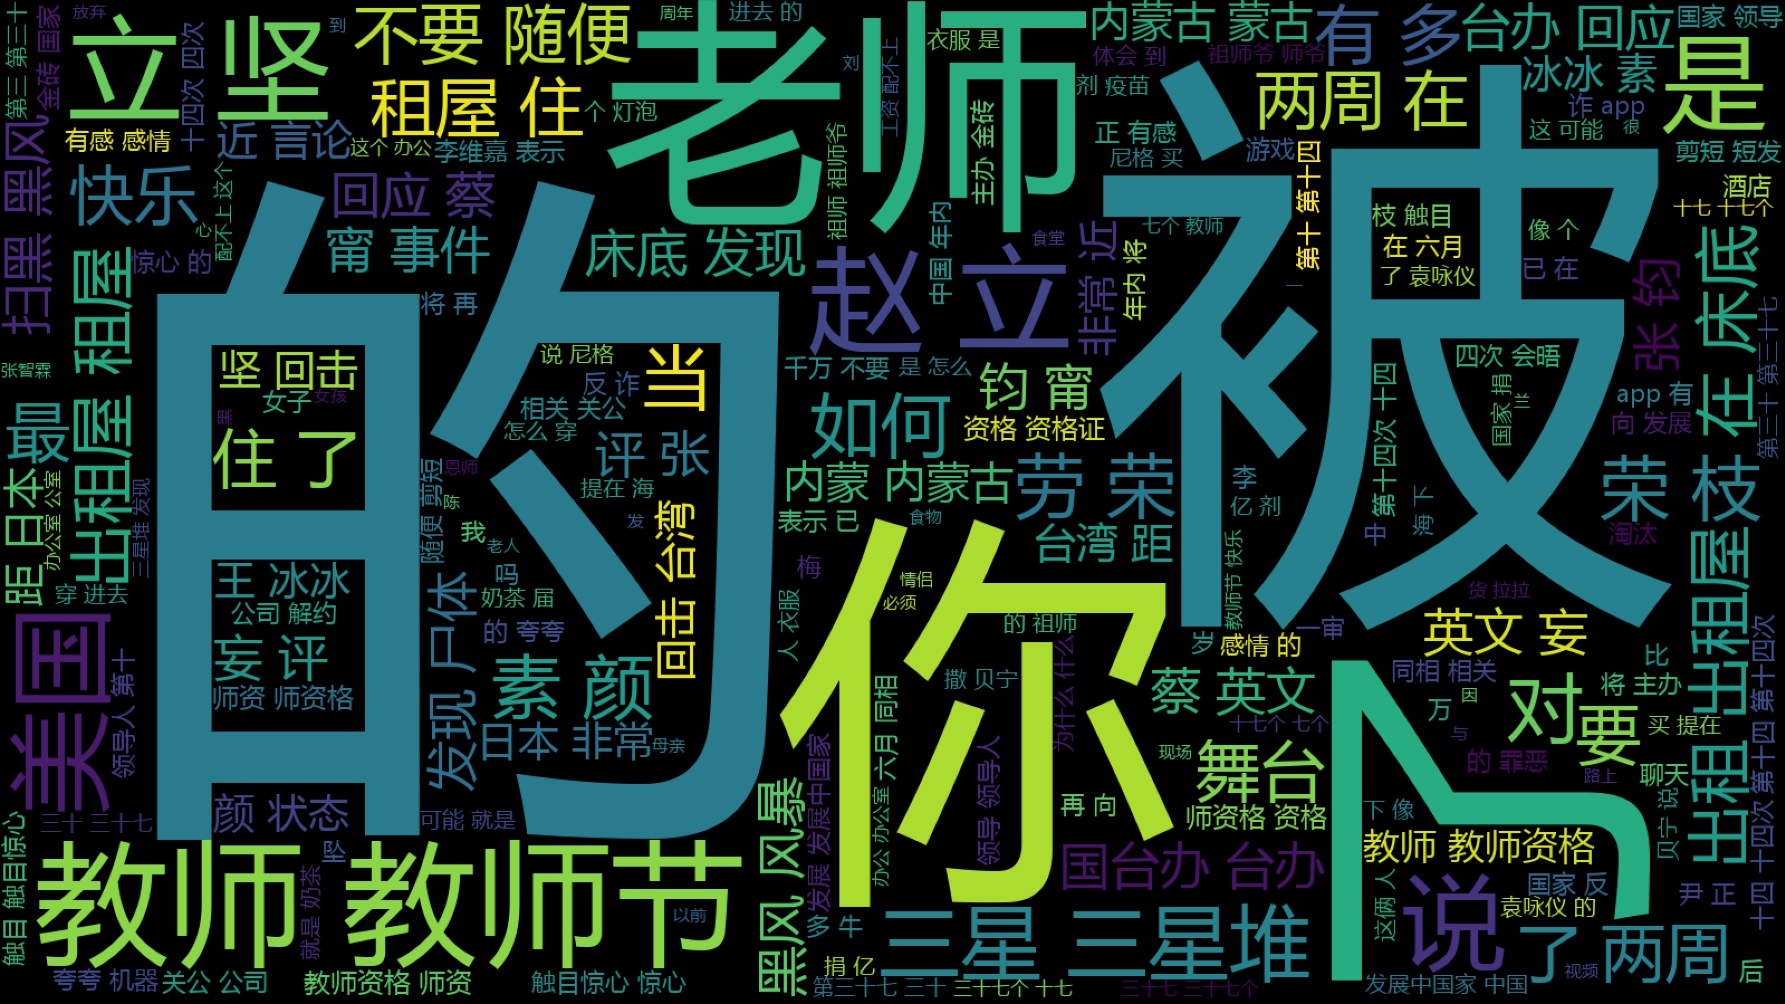 放弃
到
周年
进去 的
衣服 是
内蒙古 蒙古
有 多
台办 回应
国家 领导
第三 第三十
金砖 国家
立 坚
十四次 四次
不要 随便
老师
刘
工资 配不上
体会 到
祖师爷 师爷
冰冰 素
是
租屋 住
个 灯泡
剂 疫苗
两周 在
诈 app
这 可能
很
有感 感情
近 言论
这个 办公
李维嘉 表示
主办 金砖
正 有感
尼格 买
游戏
剪短 短发
扫黑 黑风
快乐
配不上 这个
心
回应 蔡
祖师 祖师爷
第十 第十四
酒店
十七 十七个
惊心 的
甯 事件
床底 发现
中国 年内
食堂
年内 将
七个 教师
被
枝 触目
在 六月
了 袁咏仪
像 个
已 在
出租屋 租屋
的
将 再
赵 立
非常 近
一
张 钧
在 床底
第三十 第三十七
张智霖
坚 回击
女子
女孩
黑
说 尼格
反 诈
当
千万 不要
是 怎么
钧 甯
四次 会晤
国家 捐
兰
第十四次 十四
app 有
向 发展
最
住 了
相关 关公
怎么 穿
评 张
如何
资格 资格证
距 日本
办公室 公室
三星堆 发现
随便 剪短
恩师
陈
提在 海
内蒙 内蒙古
劳 荣
李
亿 剂
海 下
中
荣 枝
淘汰
我
老人
发
回击 台湾
表示 已
食物
台湾 距
教师节 快乐
穿 进去
王 冰冰
公司 解约
吗
奶茶 届
梅
情侣
必须
你
货 拉拉
出租屋 出租屋
美国
妄 评
师资 师资格
发现 尸体
的 夸夸
人 衣服
的 祖师
岁
感情 的
一审
英文 妄
第十四 第十四次
领导人 第十
素 颜
撒 贝宁
为什么 什么
蔡 英文
同相 相关
比
因
对
将 主办
日本 非常
母亲
发展 发展中国家
办公 办公室
六月 同相
领导 领导人
现场
十七个 七个
万
与
要
买 提在
三十 三十七
颜 状态
可能 就是
黑风 风暴
再 向
舞台
师资格 资格
的 罪恶
路上
聊天
贝宁 说
下 像
触目 触目惊心
教师 教师节
坠
就是 奶茶
以前
国台办 台办
教师 教师资格
这俩 人
说
国家 反
袁咏仪 的
尹 正
出租 出租屋
十四 十四次
多 牛
三星 三星堆
了 两周
视频
后
夸夸 机器
关公 公司
教师资格 师资
触目惊心 惊心
捐 亿
第三十七 三十
三十七个 十七
三十七 三十七个
发展中国家 中国